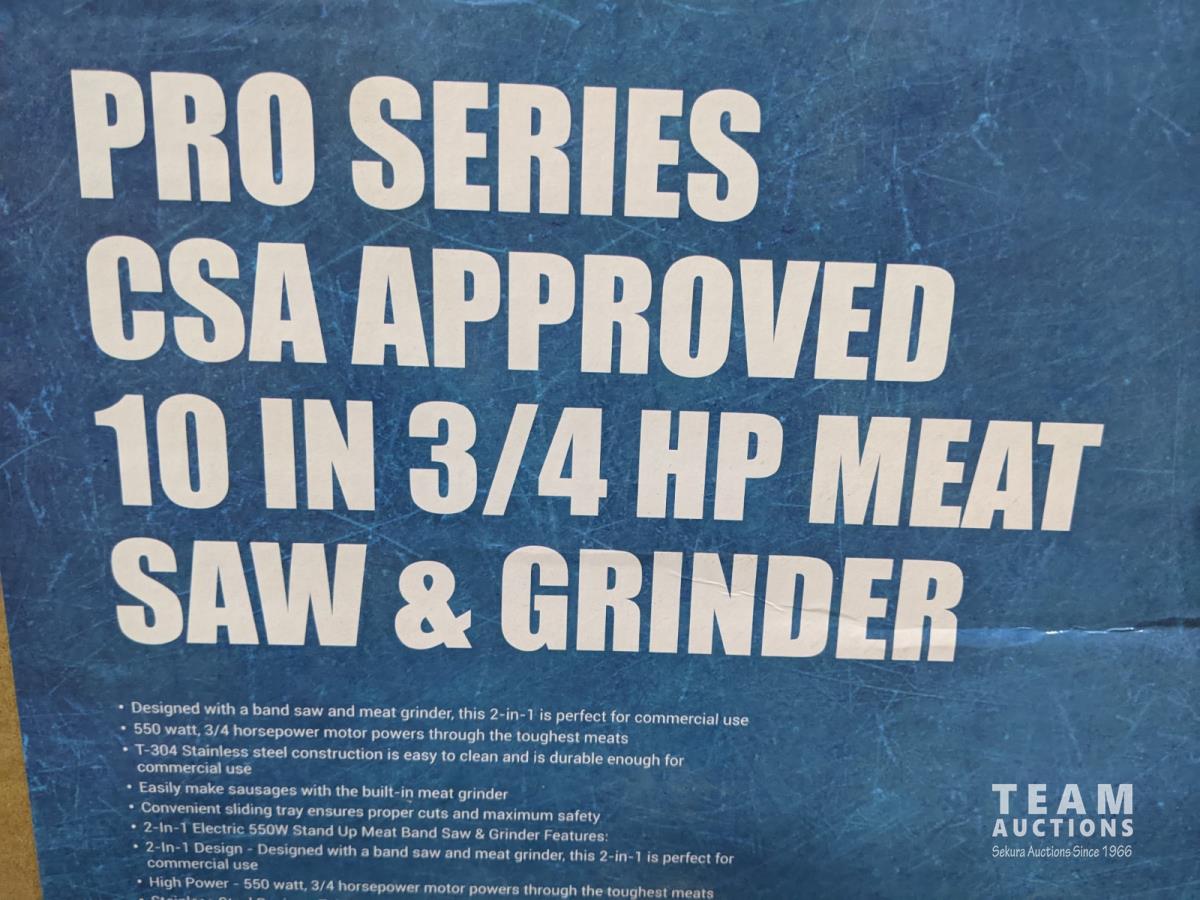 PRO SERIES
CSA APPROVED
10 IN 3/4 HP MEAT
SAW & GRINDER
• Designed with a band saw and meat grinder, this 2-in-1 is perfect for commercial use
• 550 watt, 3/4 horsepower motor powers through the toughest meats
• T-304 Stainless steel construction is easy to clean and is durable enough for
commercial use
• Easily make sausages with the built-in meat grinder
• Convenient sliding tray ensures proper cuts and maximum safety
• 2-In-1 Electric 550W Stand Up Meat Band Saw & Grinder Features:
• 2-In-1 Design - Designed with a band saw and meat grinder, this 2-in-1 is perfect for
commercial use
• High Power - 550 watt, 3/4 horsepower motor powers through the toughest meats
TEAM
AUCTIONS
Sekura Auctions Since 1966